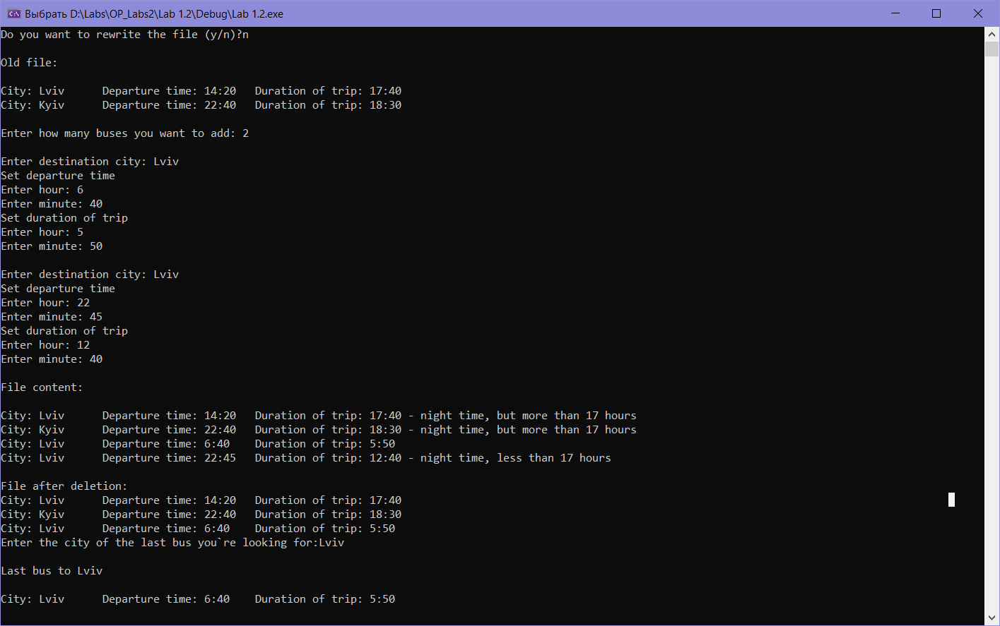 Выбрать D:\Labs\OP_Labs2\Lab 1.2\Debug\Lab 1.2.exe
Do you want to rewrite the file (y/n)?n
Old file:
City: Lviv      Departure time: 14:20   Duration of trip: 17:40
City: Kyiv      Departure time: 22:40   Duration of trip: 18:30
Enter how many buses you want to add: 2
Enter destination city: Lviv
Set departure time
Enter hour: 6
Enter minute: 40
Set duration of trip
Enter hour: 5
Enter minute: 50
Enter destination city: Lviv
Set departure time
Enter hour: 22
Enter minute: 45
Set duration of trip
Enter hour: 12
Enter minute: 40
File content:
City: Lviv      Departure time: 14:20   Duration of trip: 17:40 - night time, but more than 17 hours
City: Kyiv      Departure time: 22:40   Duration of trip: 18:30 - night time, but more than 17 hours
City: Lviv      Departure time: 6:40    Duration of trip: 5:50
City: Lviv      Departure time: 22:45   Duration of trip: 12:40 - night time, less than 17 hours
File after deletion:
City: Lviv      Departure time: 14:20   Duration of trip: 17:40
City: Kyiv      Departure time: 22:40   Duration of trip: 18:30
City: Lviv      Departure time: 6:40    Duration of trip: 5:50
Enter the city of the last bus you`re looking for:Lviv
Last bus to Lviv
City: Lviv      Departure time: 6:40    Duration of trip: 5:50